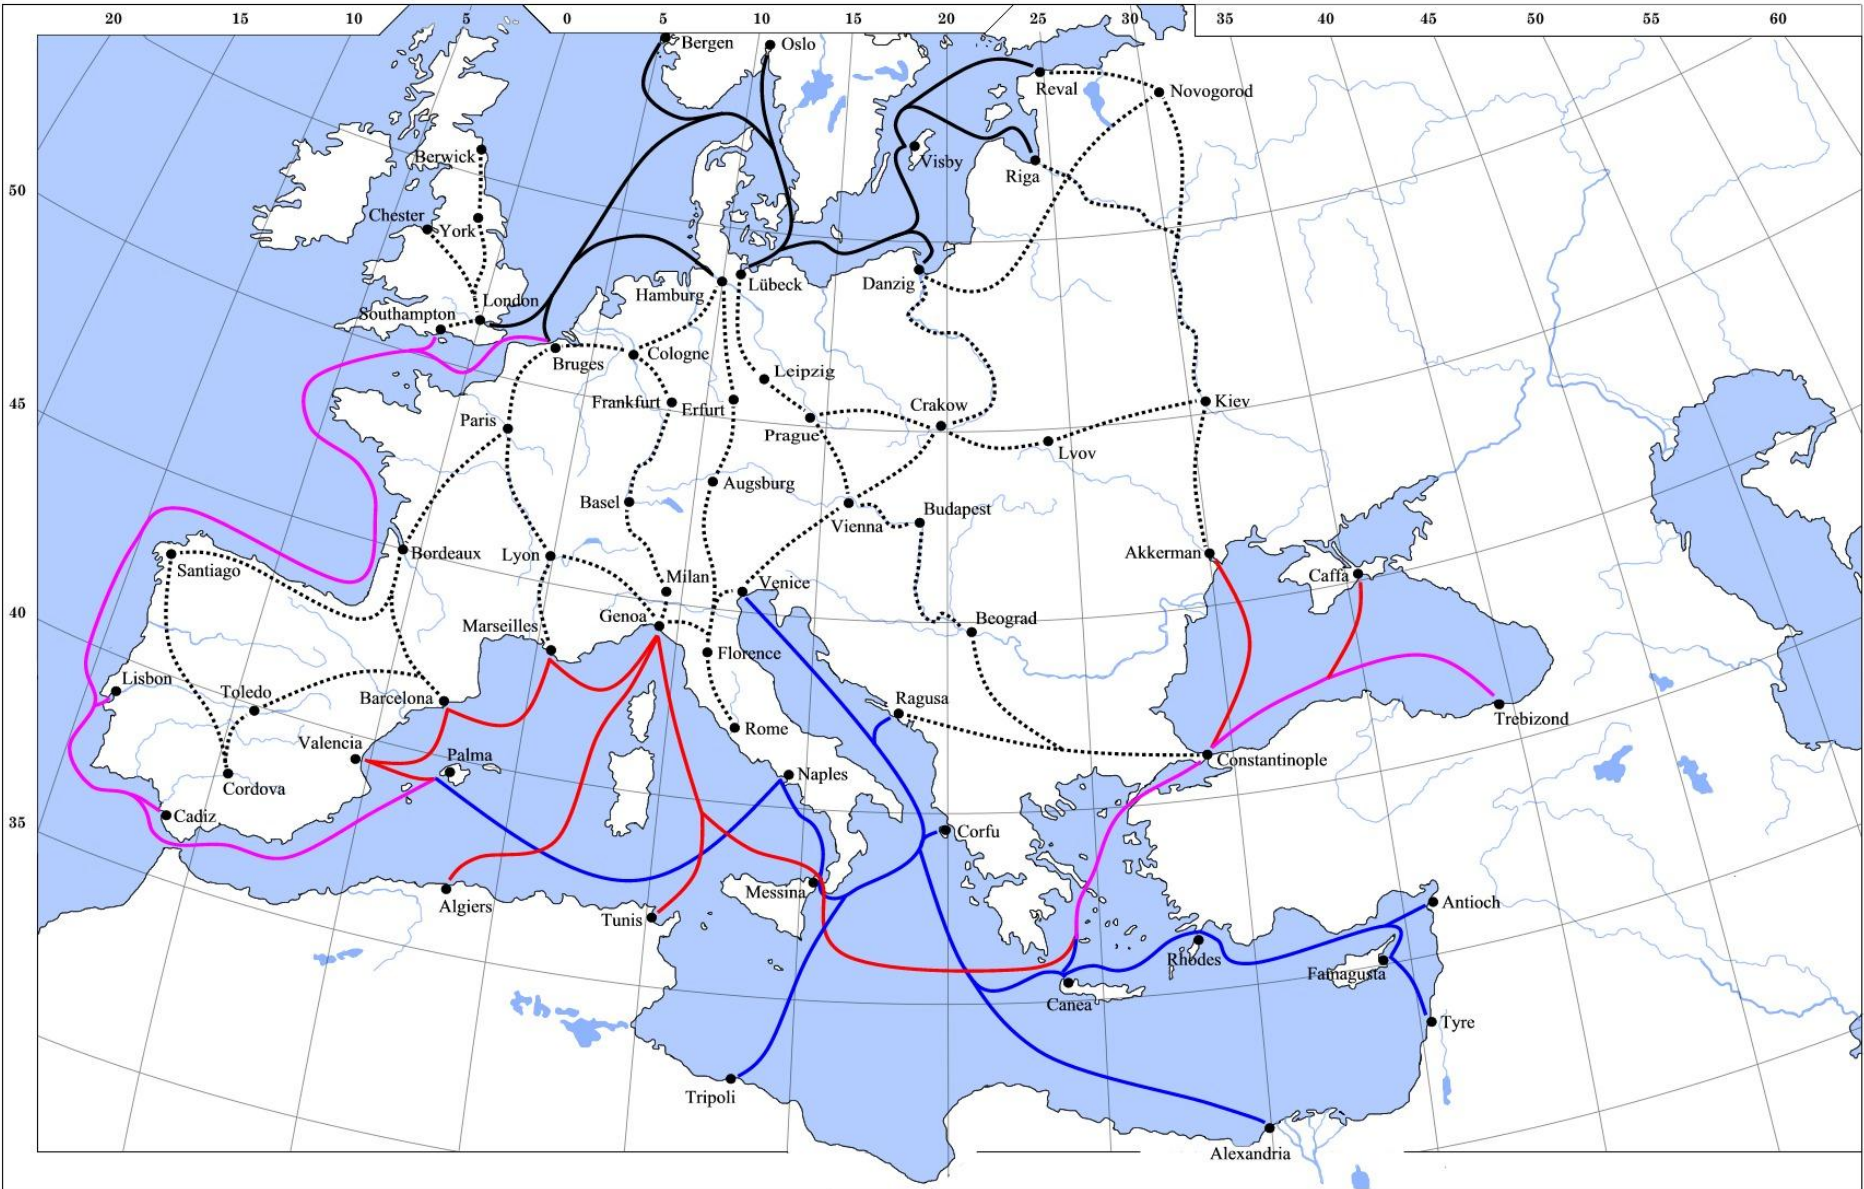 20 15 10 5 0 5 10 15 20 25 30 35 40 45 50 55 60
Bergen
Oslo
Reval
Novogorod
Berwick
Visby
Riga
50
Chester
York
London
Southampton
Hamburg
Lübeck
Danzig
Bruges
Cologne
Leipzig
45
Frankfurt
Erfurt
Crakow
Kiev
Paris
Prague
Lvov
Augsburg
Basel
Vienna
Budapest
Santiago
Bordeaux
Lyon
Akkerman
Caffa
Milan
Venice
40
Marseilles
Genoa
Beograd
Florence
Lisbon
Toledo
Barcelona
Ragusa
Trebizond
Valencia
Palma
Rome
Constantinople
Cordova
Naples
35
Cadiz
Corfu
Algiers
Messina
Tunis
Antioch
Rhodes
Famagusta
Canea
Tyre
Tripoli
Alexandria